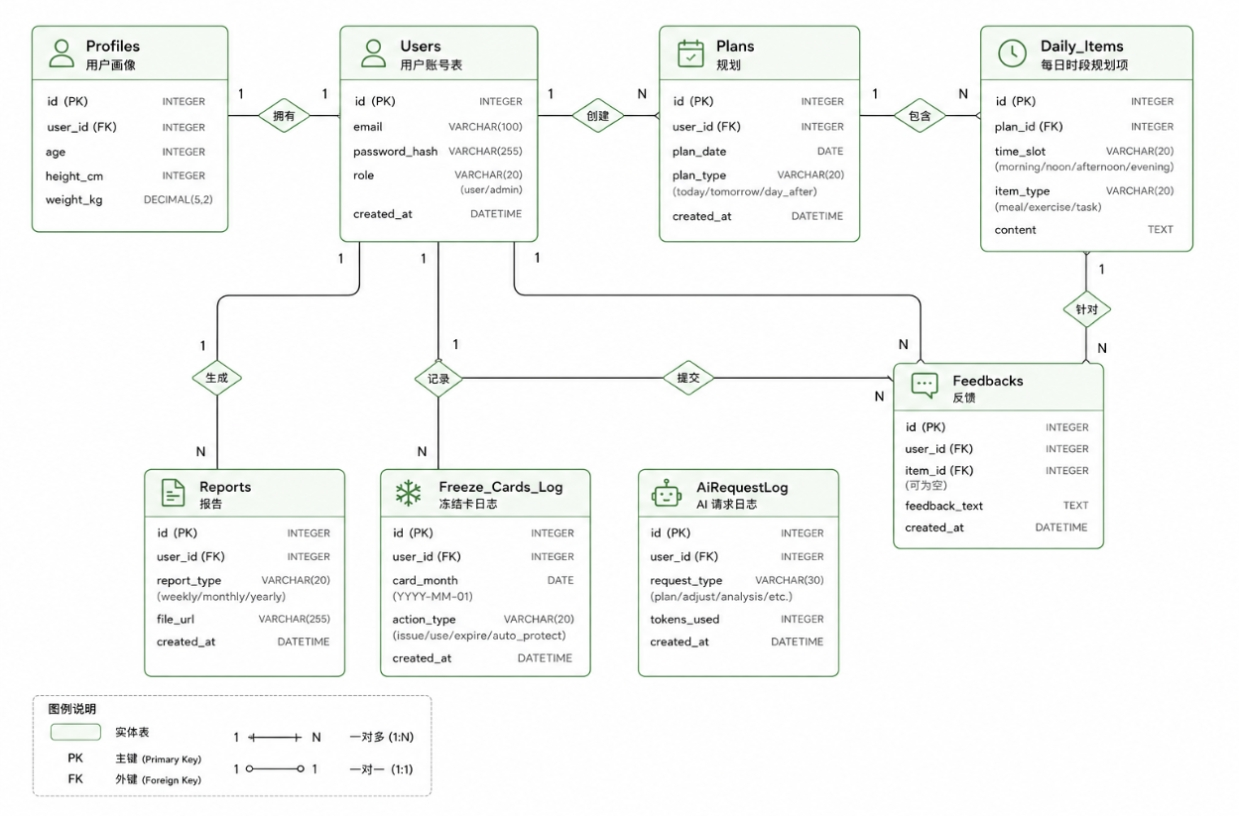 Profiles
用户画像
id (PK) INTEGER
user_id (FK) INTEGER
age INTEGER
height_cm INTEGER
weight_kg DECIMAL(5,2)
1 拥有 1
Users
用户账号表
id (PK) INTEGER
email VARCHAR(100)
password_hash VARCHAR(255)
role VARCHAR(20)
(user/admin)
created_at DATETIME
1 创建 N
Plans
规划
id (PK) INTEGER
user_id (FK) INTEGER
plan_date DATE
plan_type VARCHAR(20)
(today/tomorrow/day_after)
created_at DATETIME
1 包含 N
Daily_Items
每日时段规划项
id (PK) INTEGER
plan_id (FK) INTEGER
time_slot VARCHAR(20)
(morning/noon/afternoon/evening)
item_type VARCHAR(20)
(meal/exercise/task)
content TEXT
1 1 1
1
针对
1 1 N N
生成 记录 提交
N N N
Feedbacks
反馈
id (PK) INTEGER
user_id (FK) INTEGER
item_id (FK) INTEGER
(可为空)
feedback_text TEXT
created_at DATETIME
Reports
报告
id (PK) INTEGER
user_id (FK) INTEGER
report_type VARCHAR(20)
(weekly/monthly/yearly)
file_url VARCHAR(255)
created_at DATETIME
Freeze_Cards_Log
冻结卡日志
id (PK) INTEGER
user_id (FK) INTEGER
card_month DATE
(YYYY-MM-01)
action_type VARCHAR(20)
(issue/use/expire/auto_protect)
created_at DATETIME
AiRequestLog
AI 请求日志
id (PK) INTEGER
user_id (FK) INTEGER
request_type VARCHAR(30)
(plan/adjust/analysis/etc.)
tokens_used INTEGER
created_at DATETIME
图例说明
实体表
PK 主键 (Primary Key)
FK 外键 (Foreign Key)
1 N 一对多 (1:N)
1 1 一对一 (1:1)